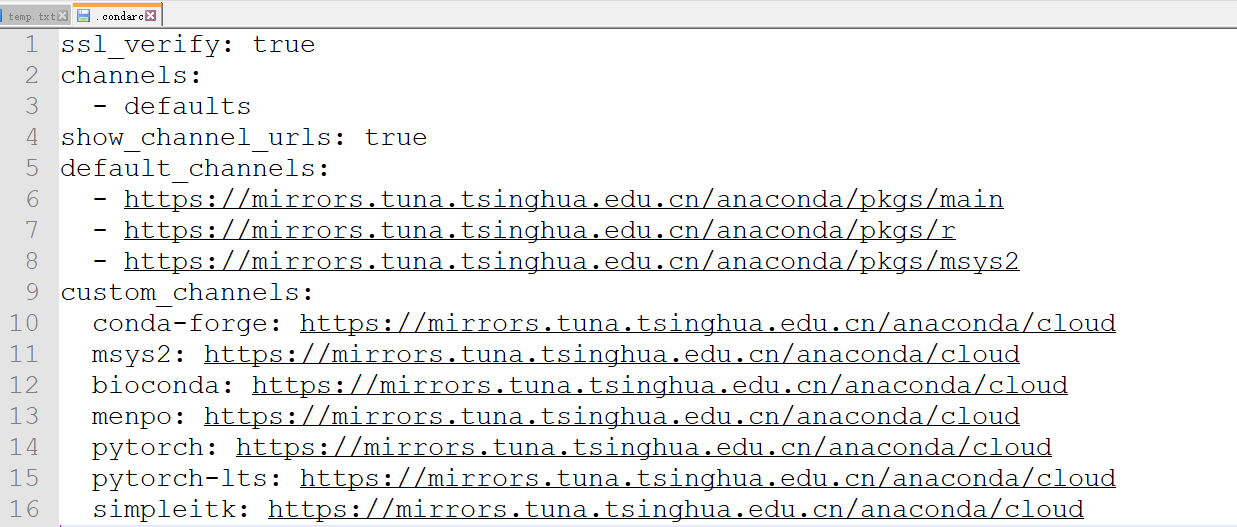 temp.txt .condarc
1 ssl_verify: true
2 channels:
3   - defaults
4 show_channel_urls: true
5 default_channels:
6   - https://mirrors.tuna.tsinghua.edu.cn/anaconda/pkgs/main
7   - https://mirrors.tuna.tsinghua.edu.cn/anaconda/pkgs/r
8   - https://mirrors.tuna.tsinghua.edu.cn/anaconda/pkgs/msys2
9 custom_channels:
10   conda-forge: https://mirrors.tuna.tsinghua.edu.cn/anaconda/cloud
11   msys2: https://mirrors.tuna.tsinghua.edu.cn/anaconda/cloud
12   bioconda: https://mirrors.tuna.tsinghua.edu.cn/anaconda/cloud
13   menpo: https://mirrors.tuna.tsinghua.edu.cn/anaconda/cloud
14   pytorch: https://mirrors.tuna.tsinghua.edu.cn/anaconda/cloud
15   pytorch-lts: https://mirrors.tuna.tsinghua.edu.cn/anaconda/cloud
16   simpleitk: https://mirrors.tuna.tsinghua.edu.cn/anaconda/cloud